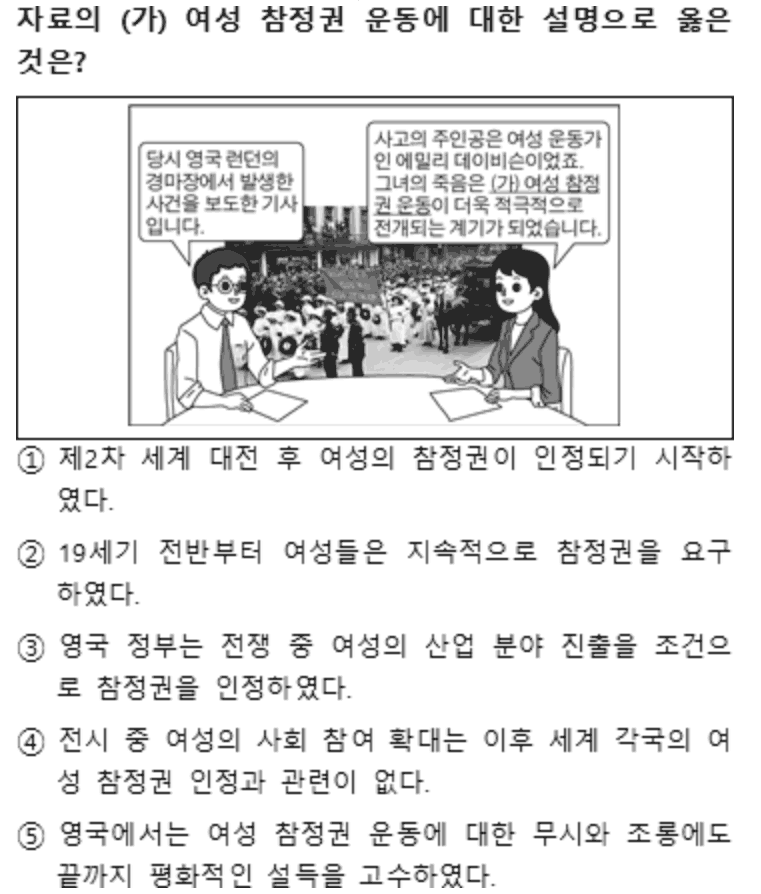 자료의 (가) 여성 참정권 운동에 대한 설명으로 옳은
것은?
당시 영국 런던의
경마장에서 발생한
사건을 보도한 기사
입니다.
사고의 주인공은 여성 운동가
인 에밀리 데이비슨이었죠.
그녀의 죽음은 (가) 여성 참정
권 운동이 더욱 적극적으로
전개되는 계기가 되었습니다.
① 제2차 세계 대전 후 여성의 참정권이 인정되기 시작하
였다.
② 19세기 전반부터 여성들은 지속적으로 참정권을 요구
하였다.
③ 영국 정부는 전쟁 중 여성의 산업 분야 진출을 조건으
로 참정권을 인정하였다.
④ 전시 중 여성의 사회 참여 확대는 이후 세계 각국의 여
성 참정권 인정과 관련이 없다.
⑤ 영국에서는 여성 참정권 운동에 대한 무시와 조롱에도
끝까지 평화적인 설득을 고수하였다.